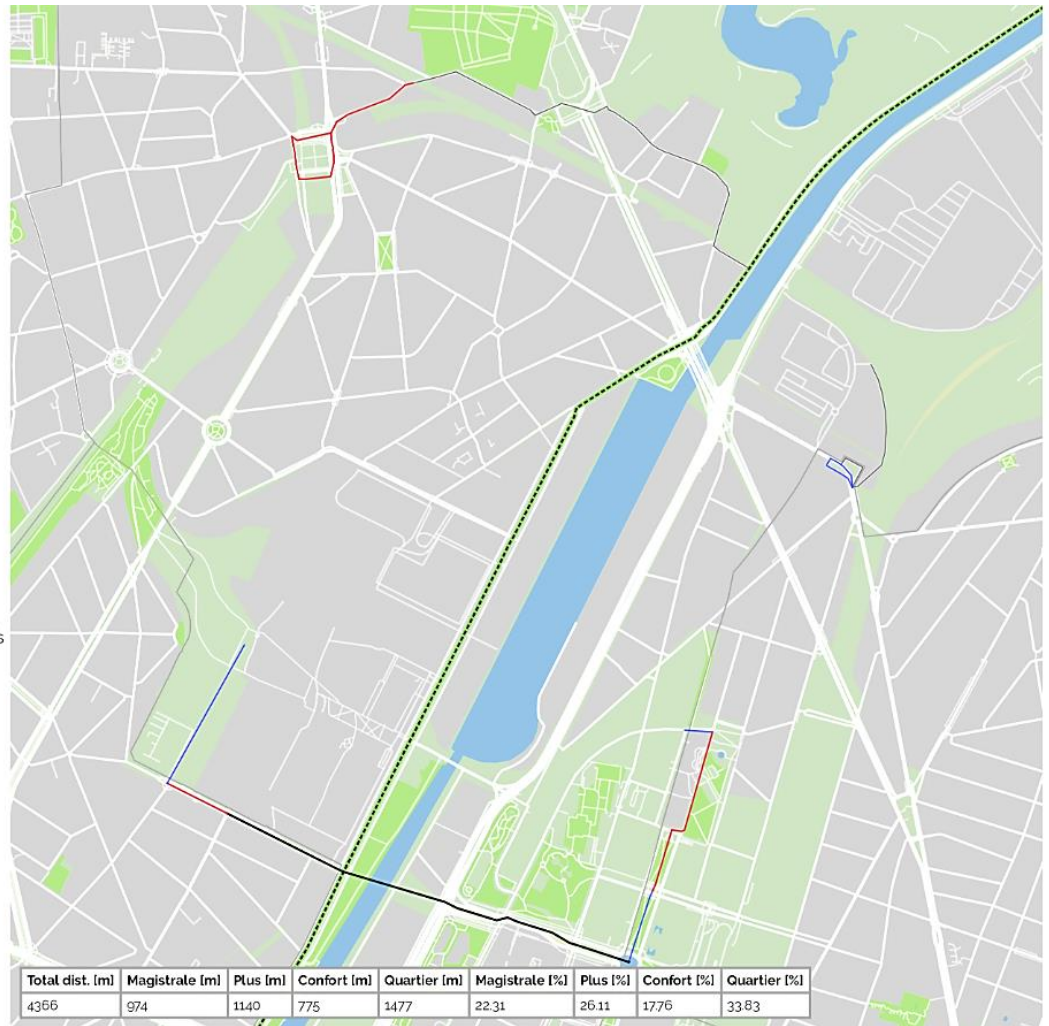 s
Total dist. [m] Magistrale [m] Plus [m] Confort [m] Quartier [m] Magistrale [%] Plus [%] Confort [%] Quartier [%]
4366 974 1140 775 1477 22.31 26.11 17.76 33.83